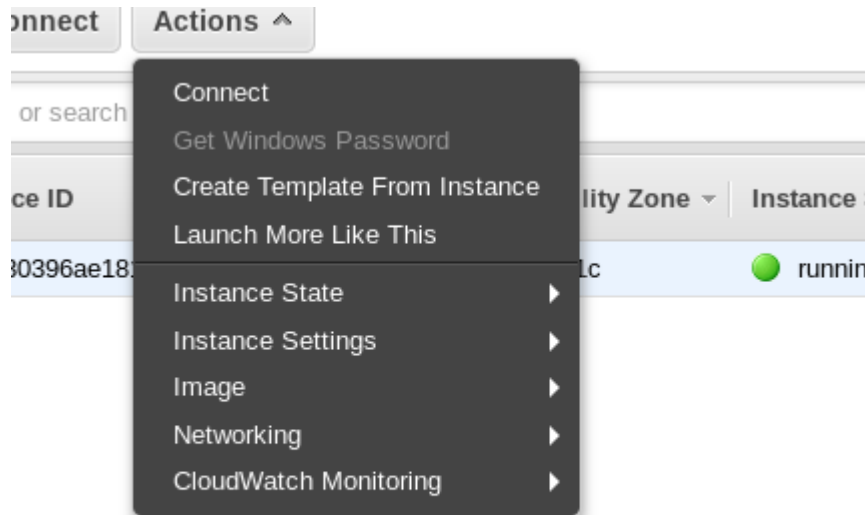 onnect Actions
Connect
or search
Get Windows Password
Create Template From Instance
ce ID lity Zone Instance
Launch More Like This
30396ae18 1c runnin
Instance State
Instance Settings
Image
Networking
CloudWatch Monitoring